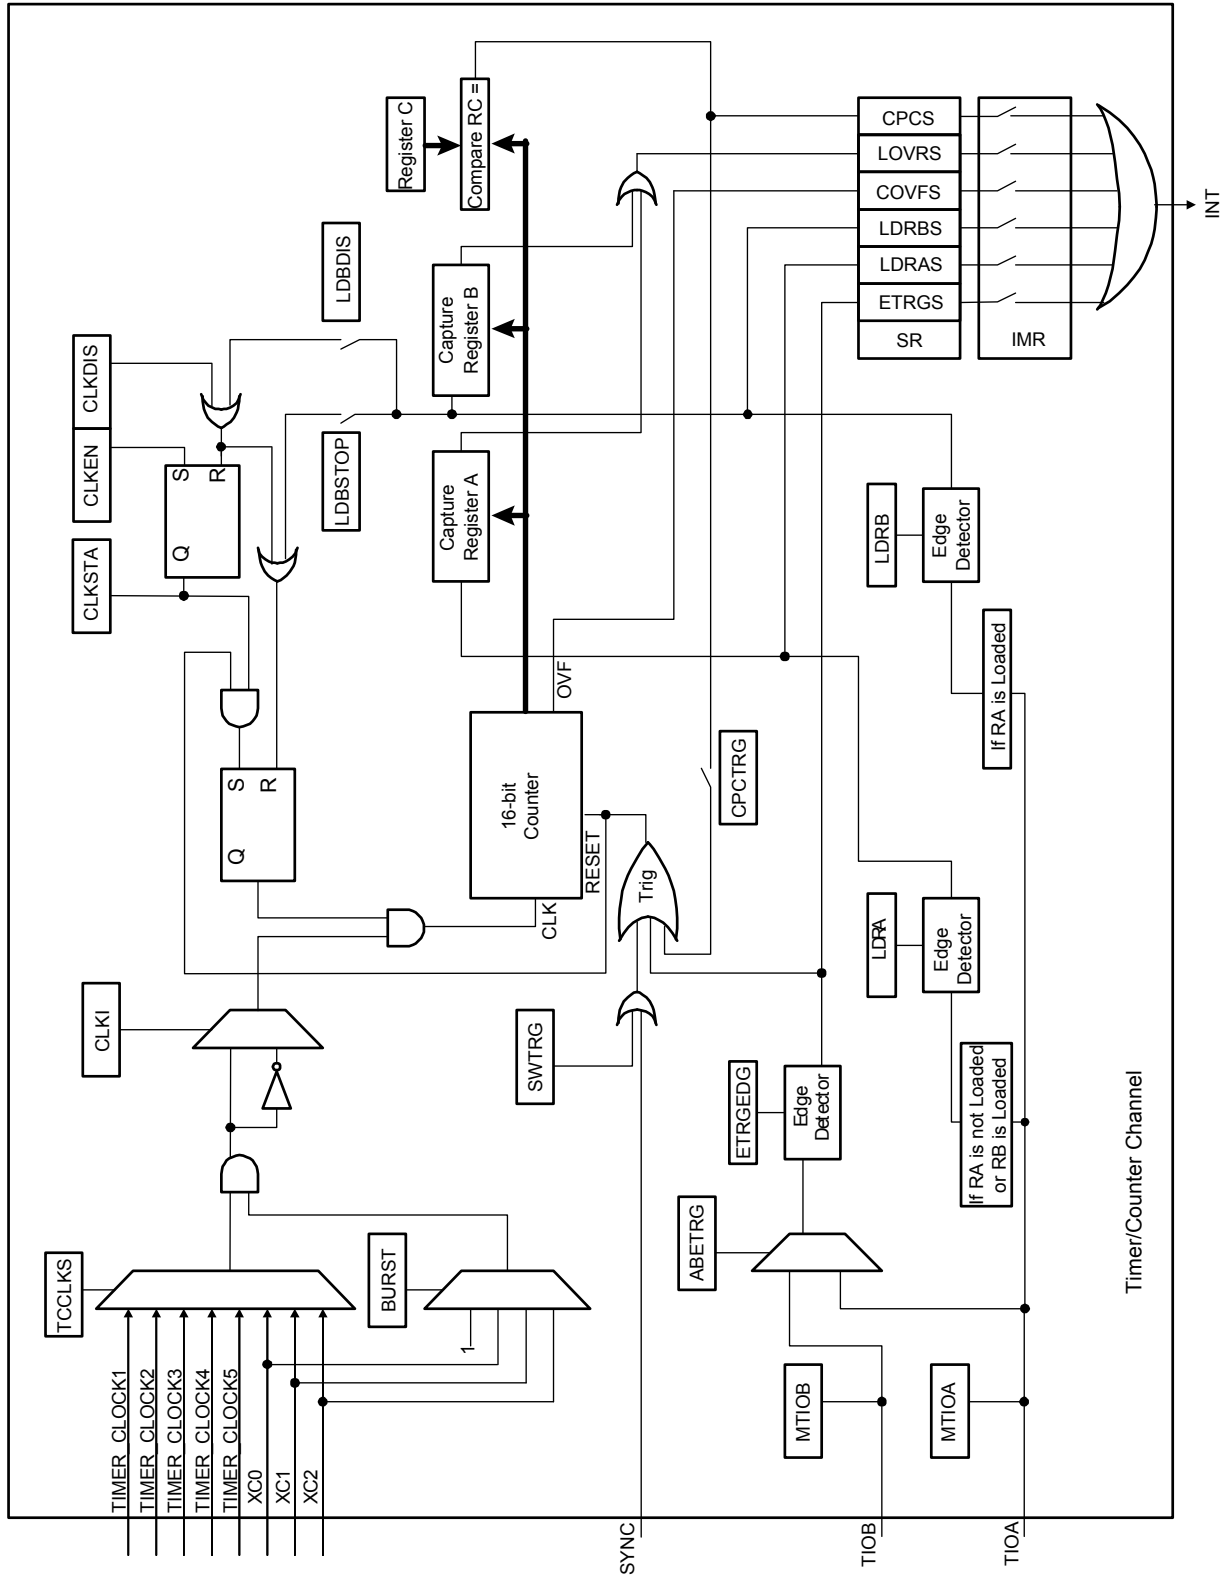 TCCLKS
TIMER_CLOCK1
TIMER_CLOCK2
TIMER_CLOCK3
TIMER_CLOCK4
TIMER_CLOCK5
XC0
XC1
XC2
BURST
1
CLKI
CLKSTA
CLKEN
CLKDIS
Q
S
R
Q
S
R
LDBSTOP
LDBDIS
Register C
Capture
Register A
Capture
Register B
Compare RC =
16-bit
Counter
CLK
RESET
OVF
SWTRG
SYNC
Trig
CPCTRG
ABETRG
ETRGEDG
Edge
Detector
MTIOB
TIOB
MTIOA
TIOA
LDRA
Edge
Detector
If RA is not Loaded
or RB is Loaded
LDRB
Edge
Detector
If RA is Loaded
CPCS
LOVRS
COVFS
LDRBS
LDRAS
ETRGS
SR
IMR
INT
Timer/Counter Channel